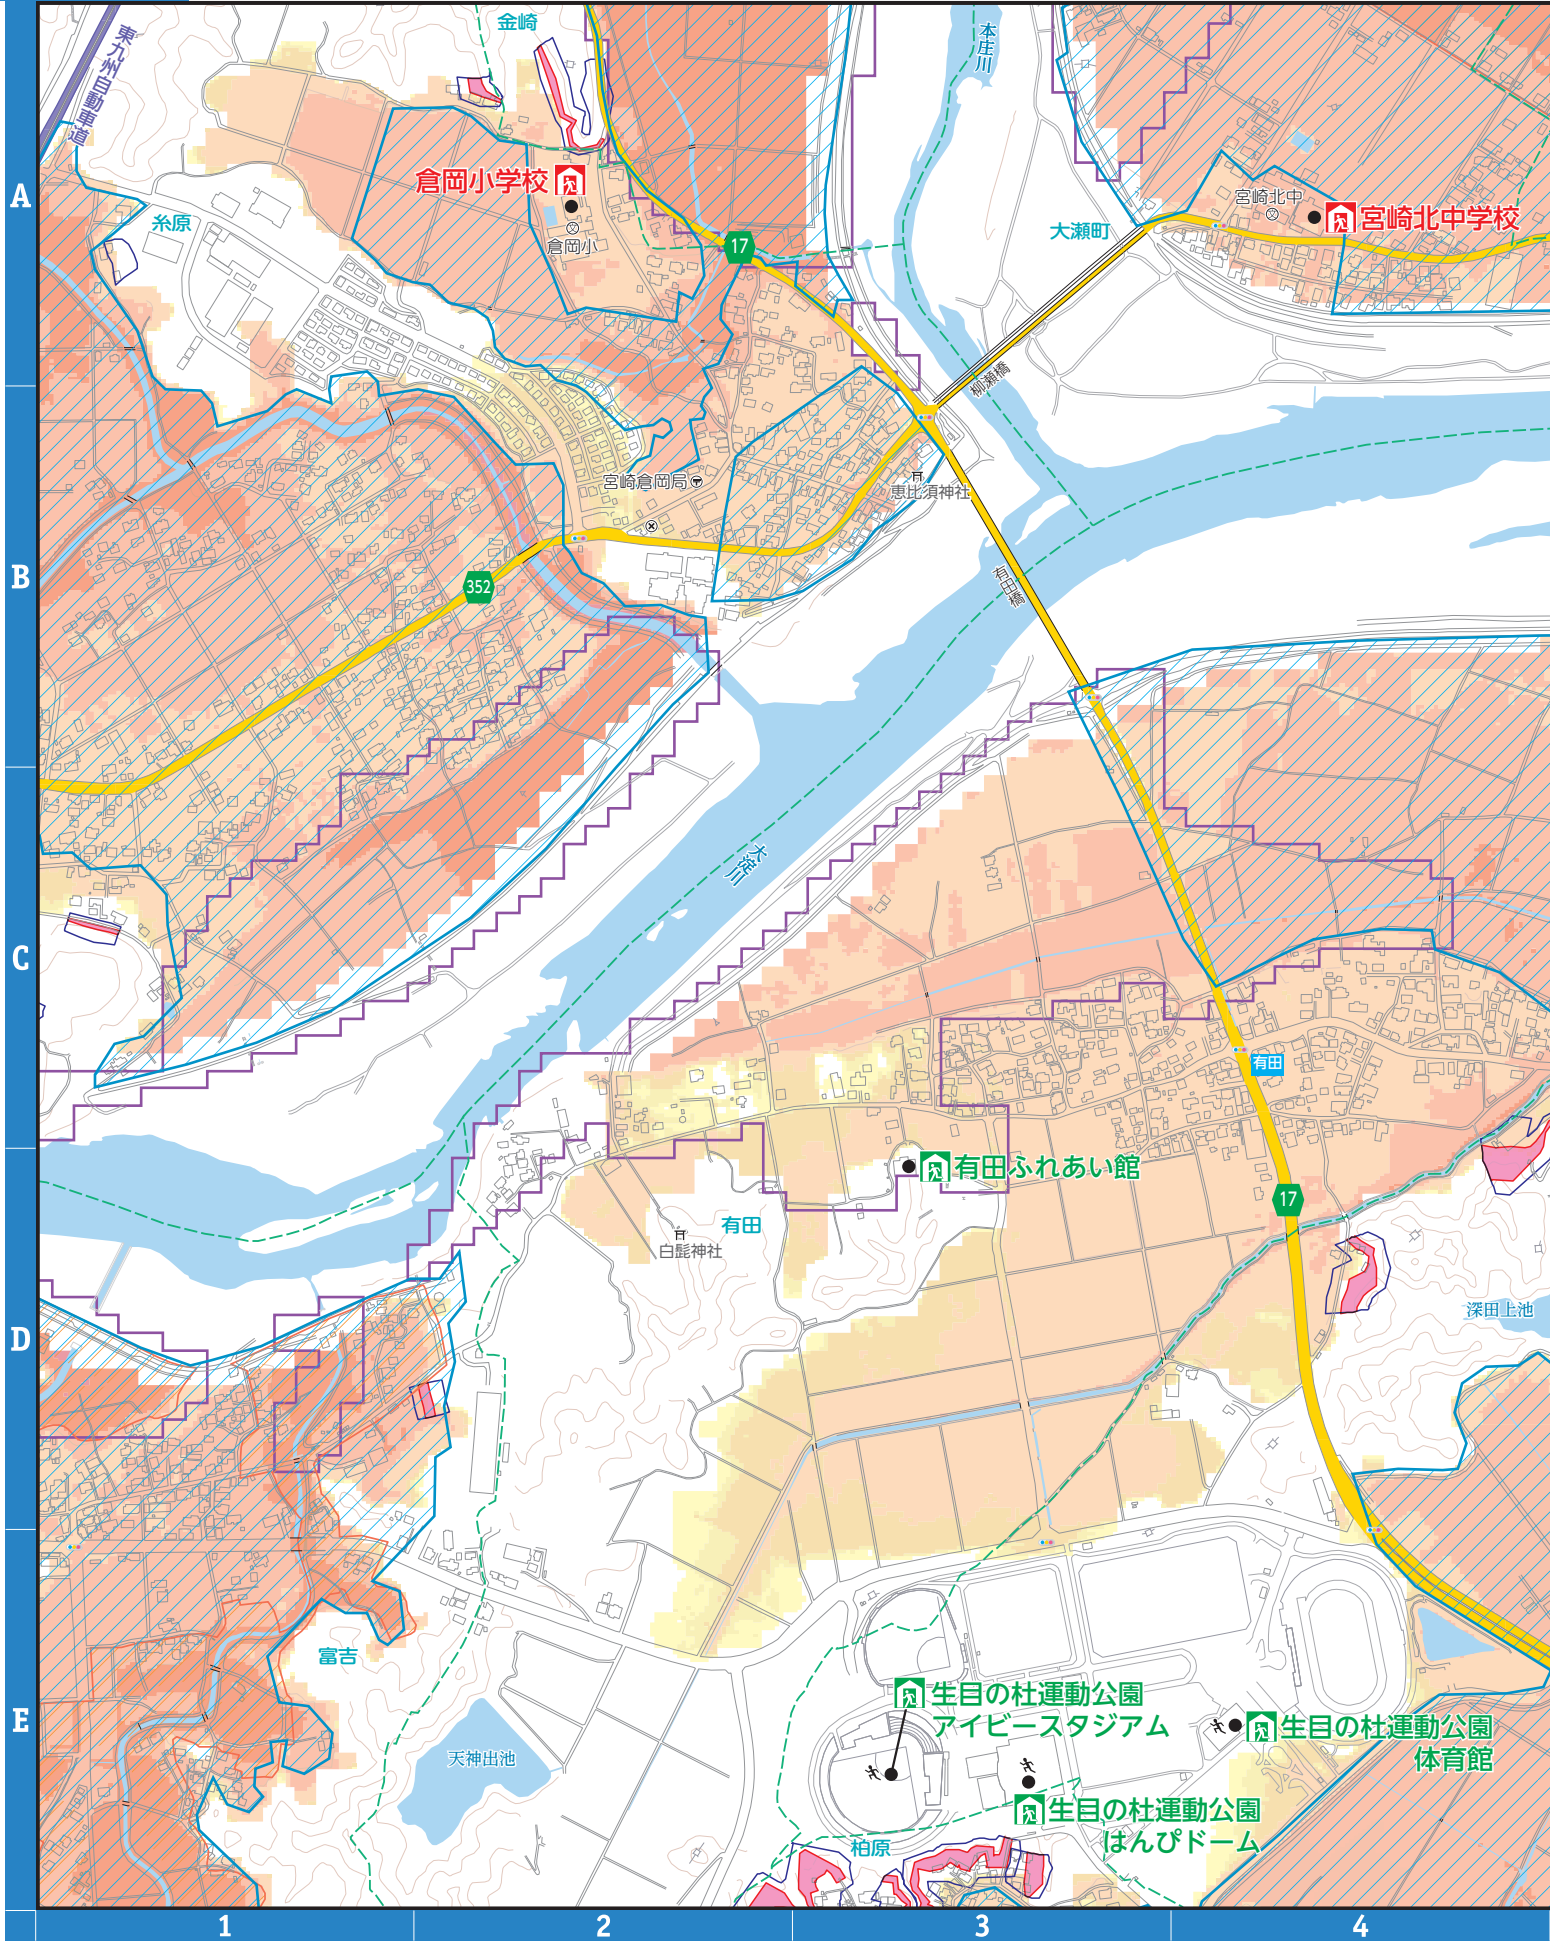 金崎
本庄川
東九州自動車道
A
倉岡小学校
宮崎北中
宮崎北中学校
糸原
大瀬町
倉岡小
17
柳瀬橋
宮崎倉岡局
恵比須神社
B
352
有田橋
大淀川
C
有田
有田ふれあい館
17
有田
白髭神社
深田上池
D
富吉
E
生目の杜運動公園
アイビースタジアム
生目の杜運動公園
体育館
天神出池
生目の杜運動公園
はんぴドーム
柏原
1
2
3
4